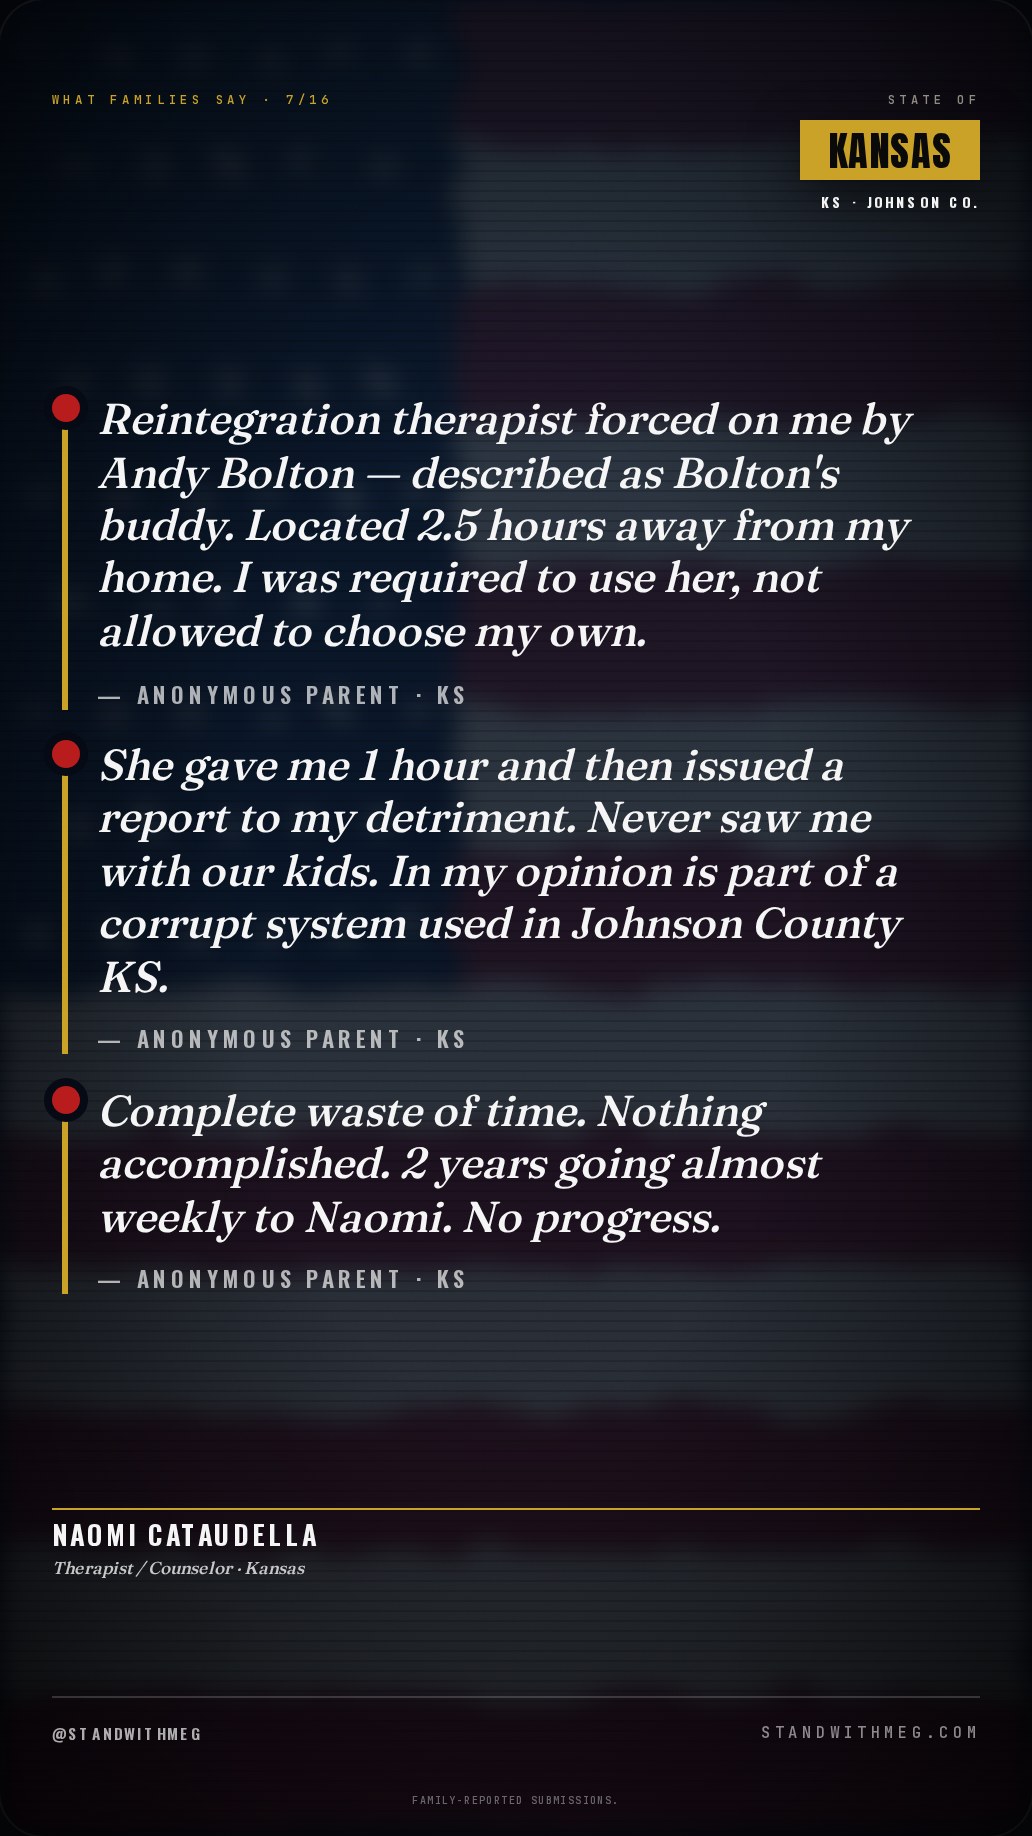 WHAT FAMILIES SAY · 7/16
STATE OF
KANSAS
KS · JOHNSON CO.
Reintegration therapist forced on me by
Andy Bolton — described as Bolton's
buddy. Located 2.5 hours away from my
home. I was required to use her, not
allowed to choose my own.
— ANONYMOUS PARENT · KS
She gave me 1 hour and then issued a
report to my detriment. Never saw me
with our kids. In my opinion is part of a
corrupt system used in Johnson County
KS.
— ANONYMOUS PARENT · KS
Complete waste of time. Nothing
accomplished. 2 years going almost
weekly to Naomi. No progress.
— ANONYMOUS PARENT · KS
NAOMI CATAUDELLA
Therapist / Counselor · Kansas
@STANDWITHMEG
STANDWITHMEG.COM
FAMILY-REPORTED SUBMISSIONS.